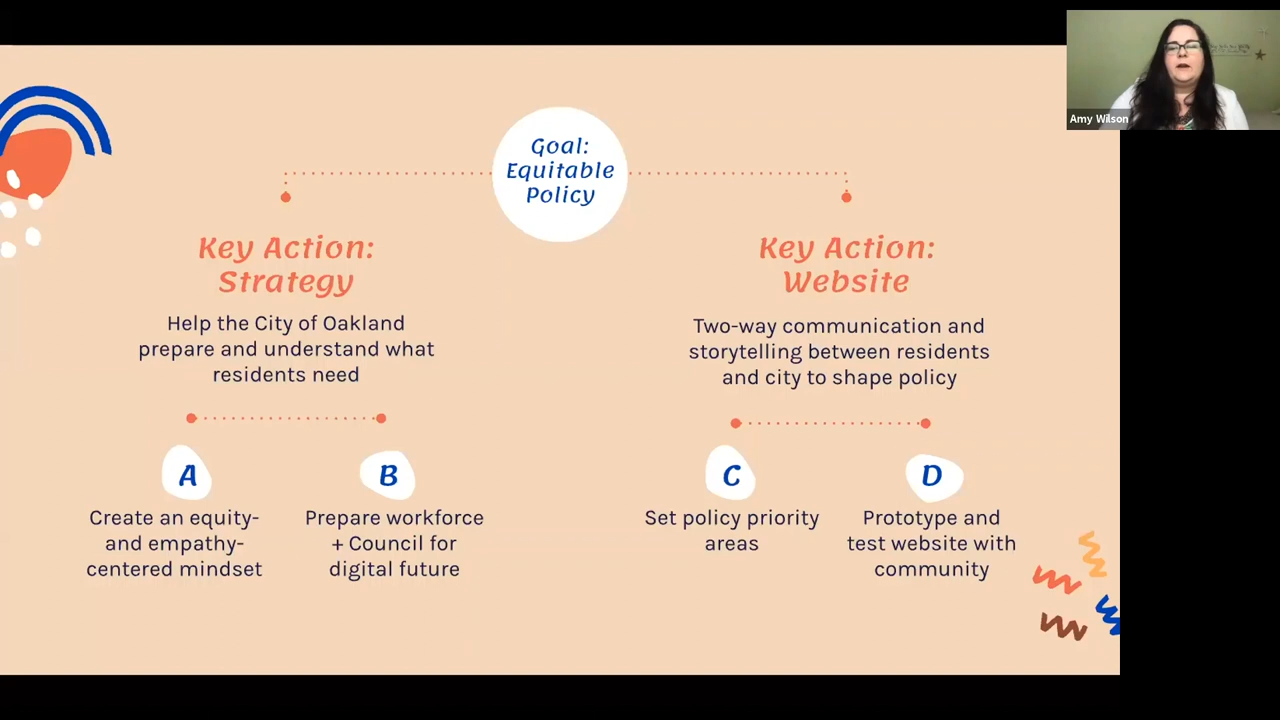 Goal:
Equitable
Policy
Key Action:
Strategy
Help the City of Oakland
prepare and understand what
residents need
A
Create an equity-
and empathy-
centered mindset
B
Prepare workforce
+ Council for
digital future
Key Action:
Website
Two-way communication and
storytelling between residents
and city to shape policy
C
Set policy priority
areas
D
Prototype and
test website with
community
Amy Wilson